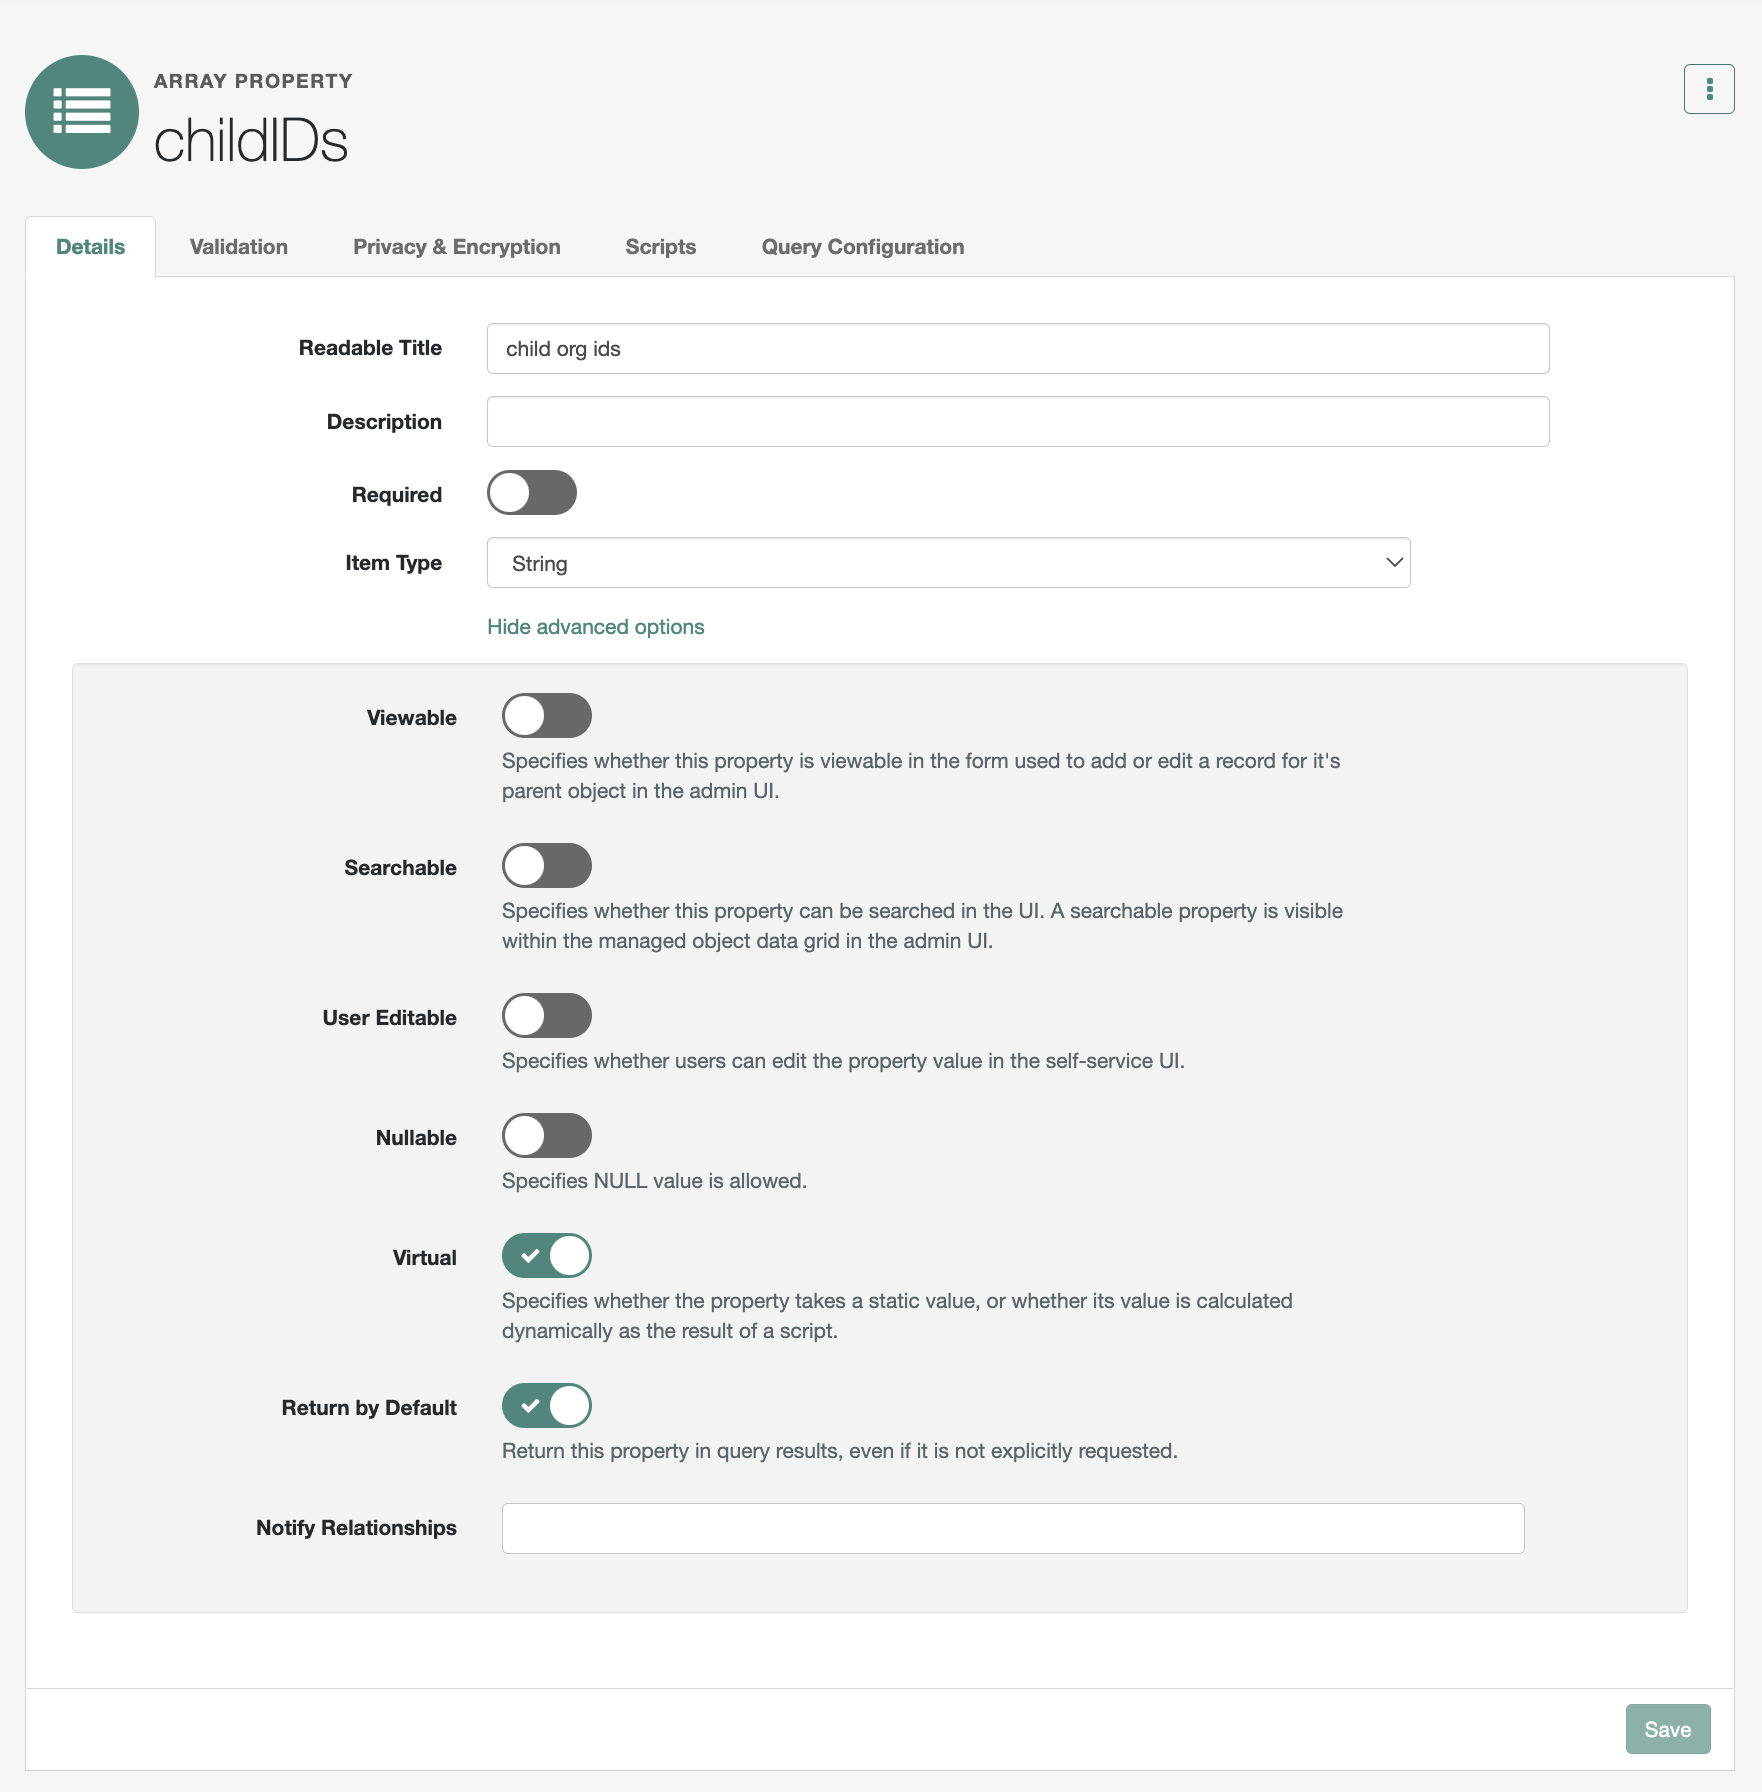 ARRAY PROPERTY
childIDs
Details
Validation
Privacy & Encryption
Scripts
Query Configuration
Readable Title
child org ids
Description
Required
Item Type
String
Hide advanced options
Viewable
Specifies whether this property is viewable in the form used to add or edit a record for it's
parent object in the admin UI.
Searchable
Specifies whether this property can be searched in the UI. A searchable property is visible
within the managed object data grid in the admin UI.
User Editable
Specifies whether users can edit the property value in the self-service UI.
Nullable
Specifies NULL value is allowed.
Virtual
Specifies whether the property takes a static value, or whether its value is calculated
dynamically as the result of a script.
Return by Default
Return this property in query results, even if it is not explicitly requested.
Notify Relationships
Save